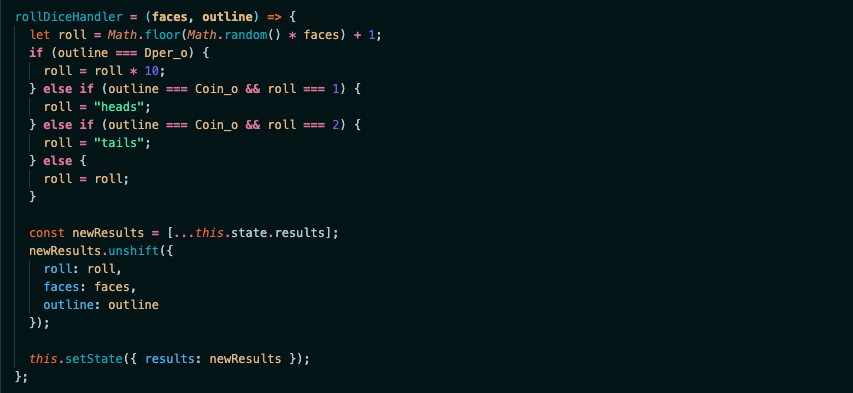 rollDiceHandler = (faces, outline) => {
  let roll = Math.floor(Math.random() * faces) + 1;
  if (outline === Dper_o) {
    roll = roll * 10;
  } else if (outline === Coin_o && roll === 1) {
    roll = "heads";
  } else if (outline === Coin_o && roll === 2) {
    roll = "tails";
  } else {
    roll = roll;
  }

  const newResults = [...this.state.results];
  newResults.unshift({
    roll: roll,
    faces: faces,
    outline: outline
  });

  this.setState({ results: newResults });
};